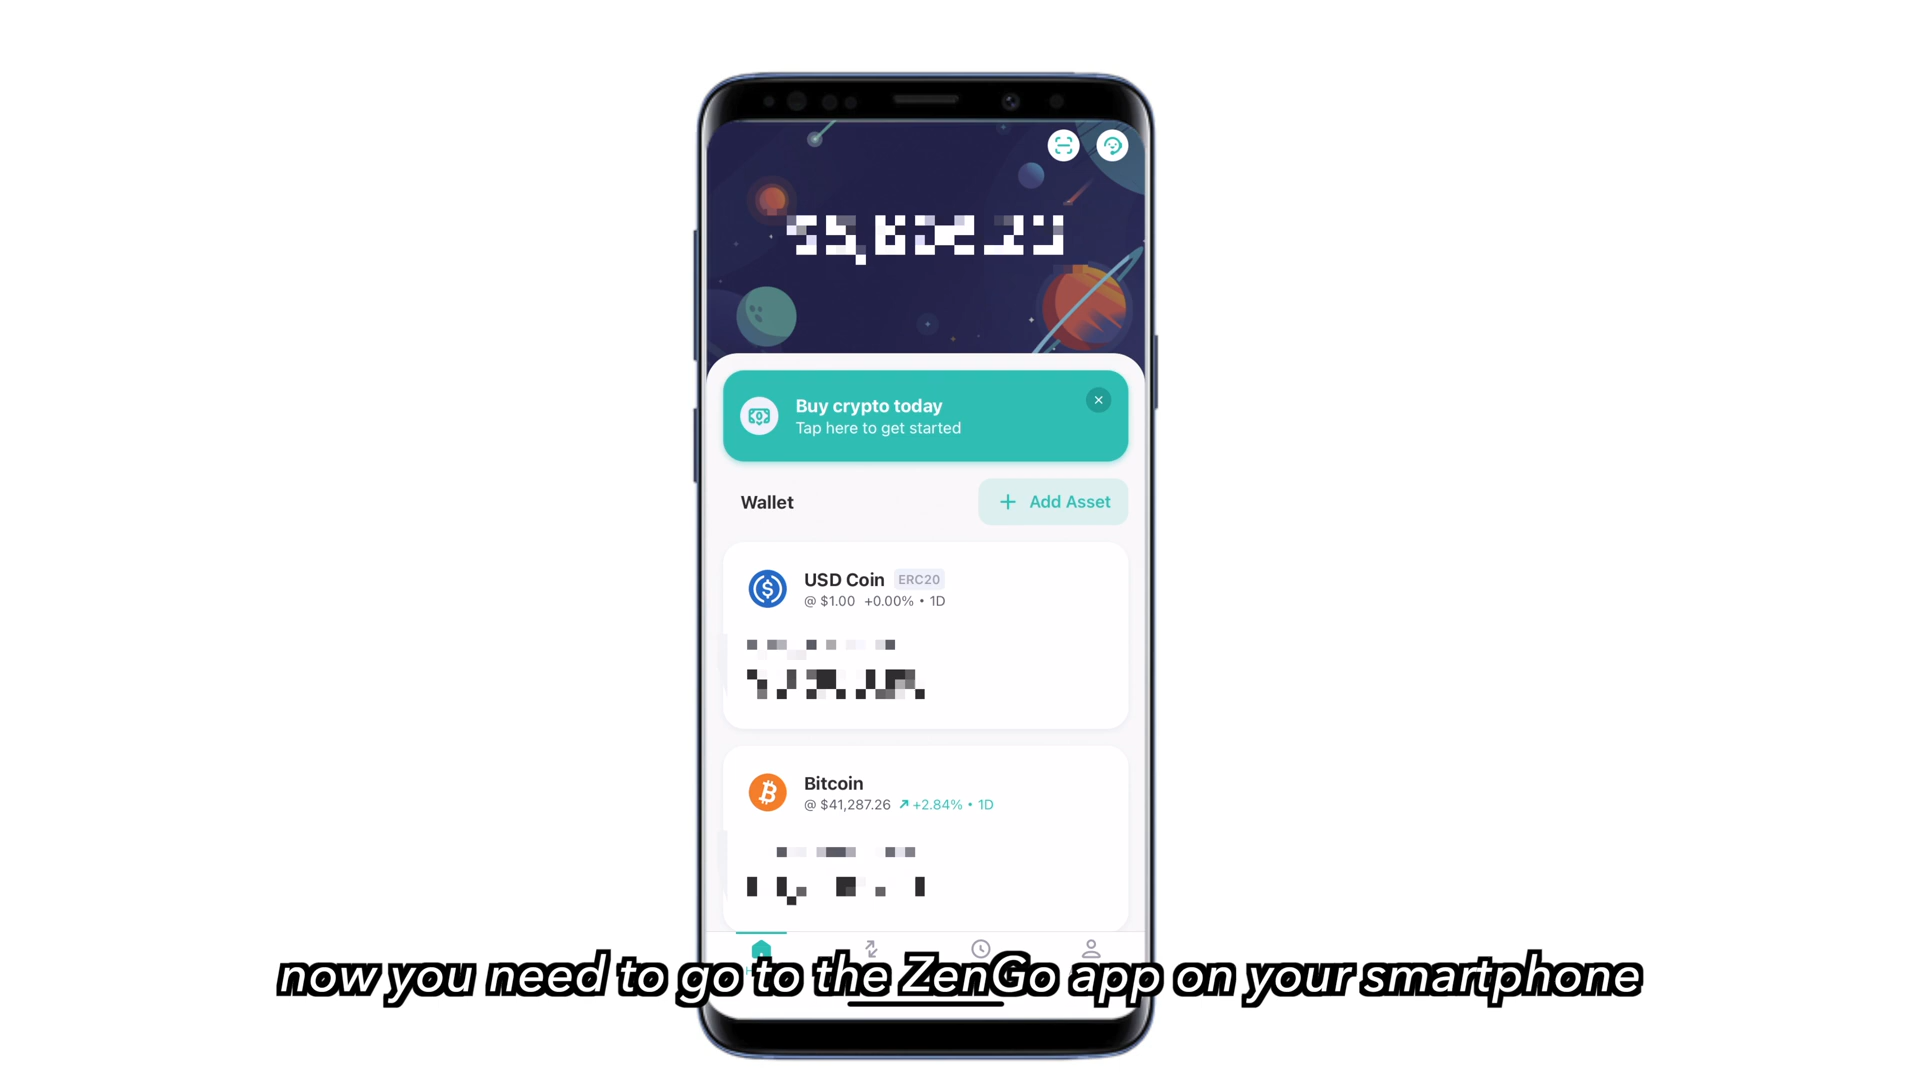 Buy crypto today
Tap here to get started
Wallet
+ Add Asset
USD Coin ERC20
@ $1.00 +0.00% • 1D
Bitcoin
@ $41,287.26 +2.84% • 1D
now you need to go to the ZenGo app on your smartphone